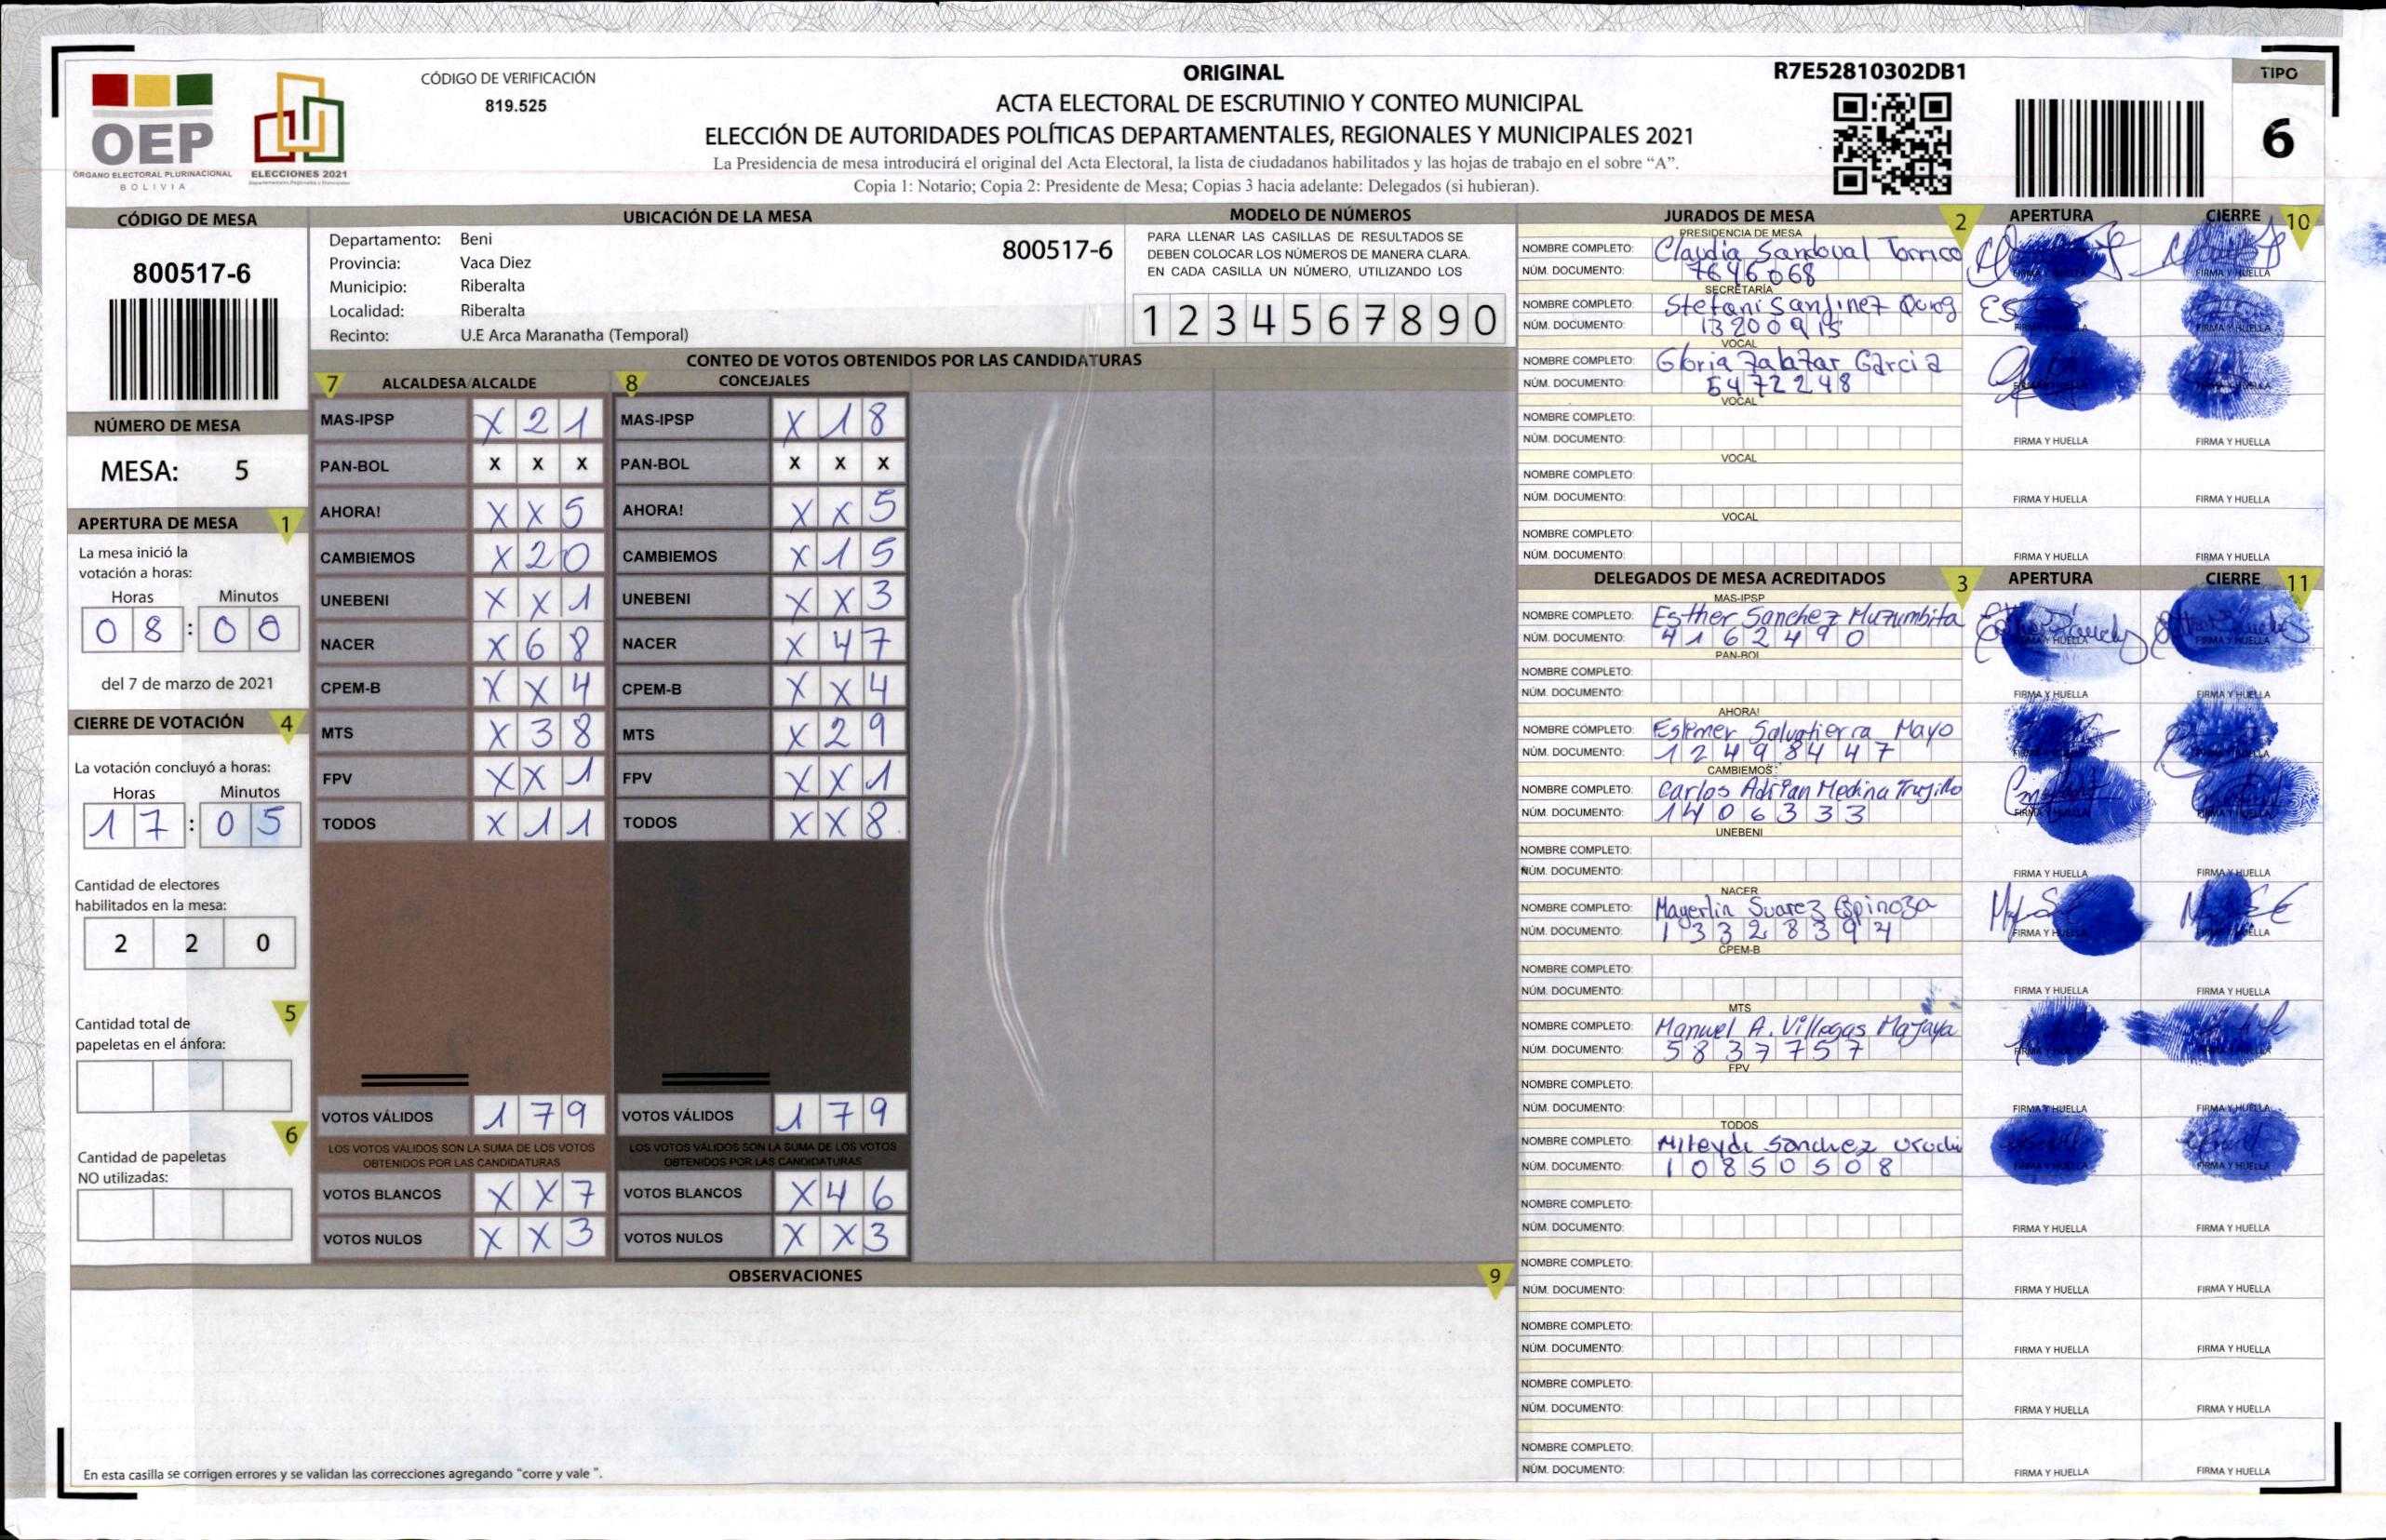 ORIGINAL
R7E52810302DB1
TIPO
6
CÓDIGO DE VERIFICACIÓN
819.525
ACTA ELECTORAL DE ESCRUTINIO Y CONTEO MUNICIPAL
ELECCIÓN DE AUTORIDADES POLÍTICAS DEPARTAMENTALES, REGIONALES Y MUNICIPALES 2021
La Presidencia de mesa introducirá el original del Acta Electoral, la lista de ciudadanos habilitados y las hojas de trabajo en el sobre “A”.
Copia 1: Notario; Copia 2: Presidente de Mesa; Copias 3 hacia adelante: Delegados (si hubieran).
OEP
ÓRGANO ELECTORAL PLURINACIONAL
BOLIVIA
ELECCIONES 2021
CÓDIGO DE MESA
800517-6
NÚMERO DE MESA
MESA: 5
APERTURA DE MESA 1
La mesa inició la
votación a horas:
Horas Minutos
0 8 : 0 0
del 7 de marzo de 2021
CIERRE DE VOTACIÓN 4
La votación concluyó a horas:
Horas Minutos
1 7 : 0 5
Cantidad de electores
habilitados en la mesa:
2 2 0
5
Cantidad total de
papeletas en el ánfora:
6
Cantidad de papeletas
NO utilizadas:
UBICACIÓN DE LA MESA
Departamento: Beni
800517-6
Provincia: Vaca Diez
Municipio: Riberalta
Localidad: Riberalta
Recinto: U.E Arca Maranatha (Temporal)
MODELO DE NÚMEROS
PARA LLENAR LAS CASILLAS DE RESULTADOS SE
DEBEN COLOCAR LOS NÚMEROS DE MANERA CLARA.
EN CADA CASILLA UN NÚMERO, UTILIZANDO LOS
1 2 3 4 5 6 7 8 9 0
CONTEO DE VOTOS OBTENIDOS POR LAS CANDIDATURAS
7 ALCALDESA/ALCALDE 8 CONCEJALES
MAS-IPSP X 2 1 MAS-IPSP X 1 8
PAN-BOL X X X PAN-BOL X X X
AHORA! X X 5 AHORA! X X 5
CAMBIEMOS X 2 0 CAMBIEMOS X 1 5
UNEBENI X X 1 UNEBENI X X 3
NACER X 6 8 NACER X 4 7
CPEM-B X X 4 CPEM-B X X 4
MTS X 3 8 MTS X 2 9
FPV X X 1 FPV X X 1
TODOS X 1 1 TODOS X X 8
VOTOS VÁLIDOS 1 7 9 VOTOS VÁLIDOS 1 7 9
LOS VOTOS VÁLIDOS SON LA SUMA DE LOS VOTOS LOS VOTOS VÁLIDOS SON LA SUMA DE LOS VOTOS
OBTENIDOS POR LAS CANDIDATURAS OBTENIDOS POR LAS CANDIDATURAS
VOTOS BLANCOS X X 7 VOTOS BLANCOS X 4 6
VOTOS NULOS X X 3 VOTOS NULOS X X 3
OBSERVACIONES 9
En esta casilla se corrigen errores y se validan las correcciones agregando “corre y vale”.
JURADOS DE MESA 2 APERTURA CIERRE 10
PRESIDENCIA DE MESA
NOMBRE COMPLETO: Claudia Sandoval Torrico
NÚM. DOCUMENTO: 7646068 FIRMA Y HUELLA
SECRETARÍA
NOMBRE COMPLETO: Stefani Sanjinez
NÚM. DOCUMENTO: 13200915 FIRMA Y HUELLA FIRMA Y HUELLA
VOCAL
NOMBRE COMPLETO: Gloria Zalazar Garcia
NÚM. DOCUMENTO: 5472248
VOCAL
NOMBRE COMPLETO:
NÚM. DOCUMENTO: FIRMA Y HUELLA FIRMA Y HUELLA
VOCAL
NOMBRE COMPLETO:
NÚM. DOCUMENTO: FIRMA Y HUELLA FIRMA Y HUELLA
VOCAL
NOMBRE COMPLETO:
NÚM. DOCUMENTO: FIRMA Y HUELLA FIRMA Y HUELLA
DELEGADOS DE MESA ACREDITADOS 3 APERTURA CIERRE 11
MAS-IPSP
NOMBRE COMPLETO: Esther Sanchez Muzumbita
NÚM. DOCUMENTO: 4162490 FIRMA Y HUELLA FIRMA Y HUELLA
PAN-BOL
NOMBRE COMPLETO:
NÚM. DOCUMENTO: FIRMA Y HUELLA FIRMA Y HUELLA
AHORA!
NOMBRE COMPLETO: Salvatierra Mayo
NÚM. DOCUMENTO: 12498447
CAMBIEMOS
NOMBRE COMPLETO: Carlos Adrian Medina Trujillo
NÚM. DOCUMENTO: 1406333 FIRMA Y HUELLA
UNEBENI
NOMBRE COMPLETO:
NÚM. DOCUMENTO: FIRMA Y HUELLA FIRMA Y HUELLA
NACER
NOMBRE COMPLETO: Mayerlin Suarez Espinoza
NÚM. DOCUMENTO: 13328394 FIRMA Y HUELLA FIRMA Y HUELLA
CPEM-B
NOMBRE COMPLETO:
NÚM. DOCUMENTO: FIRMA Y HUELLA FIRMA Y HUELLA
MTS
NOMBRE COMPLETO: Manuel A. Villegas Majaya
NÚM. DOCUMENTO: 5837757 FIRMA Y HUELLA FIRMA Y HUELLA
FPV
NOMBRE COMPLETO:
NÚM. DOCUMENTO: FIRMA Y HUELLA FIRMA Y HUELLA
TODOS
NOMBRE COMPLETO: Mileydi Sanchez
NÚM. DOCUMENTO: 10850508 FIRMA Y HUELLA FIRMA Y HUELLA
NOMBRE COMPLETO:
NÚM. DOCUMENTO: FIRMA Y HUELLA FIRMA Y HUELLA
NOMBRE COMPLETO:
NÚM. DOCUMENTO: FIRMA Y HUELLA FIRMA Y HUELLA
NOMBRE COMPLETO:
NÚM. DOCUMENTO: FIRMA Y HUELLA FIRMA Y HUELLA
NOMBRE COMPLETO:
NÚM. DOCUMENTO: FIRMA Y HUELLA FIRMA Y HUELLA
NOMBRE COMPLETO:
NÚM. DOCUMENTO: FIRMA Y HUELLA FIRMA Y HUELLA